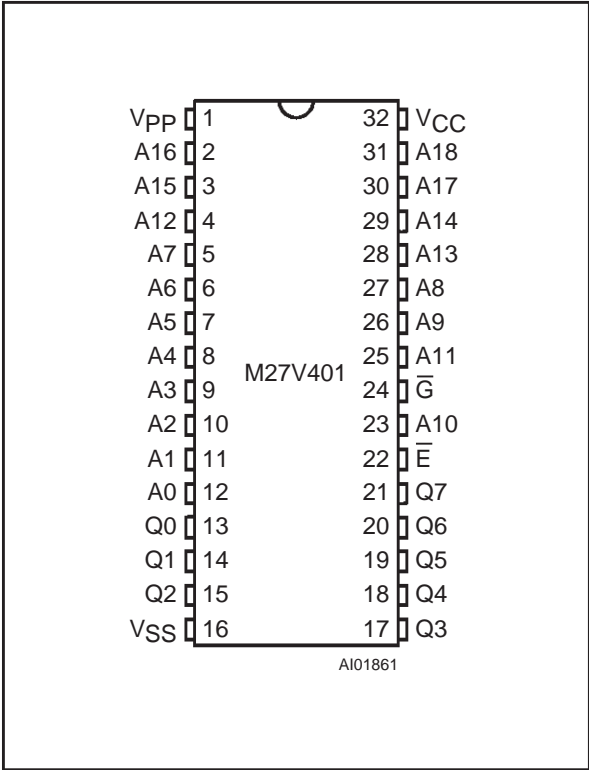 VPP 1 32 VCC
A16 2 31 A18
A15 3 30 A17
A12 4 29 A14
A7 5 28 A13
A6 6 27 A8
A5 7 26 A9
A4 8 25 A11
M27V401
A3 9 24 G̅
A2 10 23 A10
A1 11 22 E̅
A0 12 21 Q7
Q0 13 20 Q6
Q1 14 19 Q5
Q2 15 18 Q4
VSS 16 17 Q3
AI01861